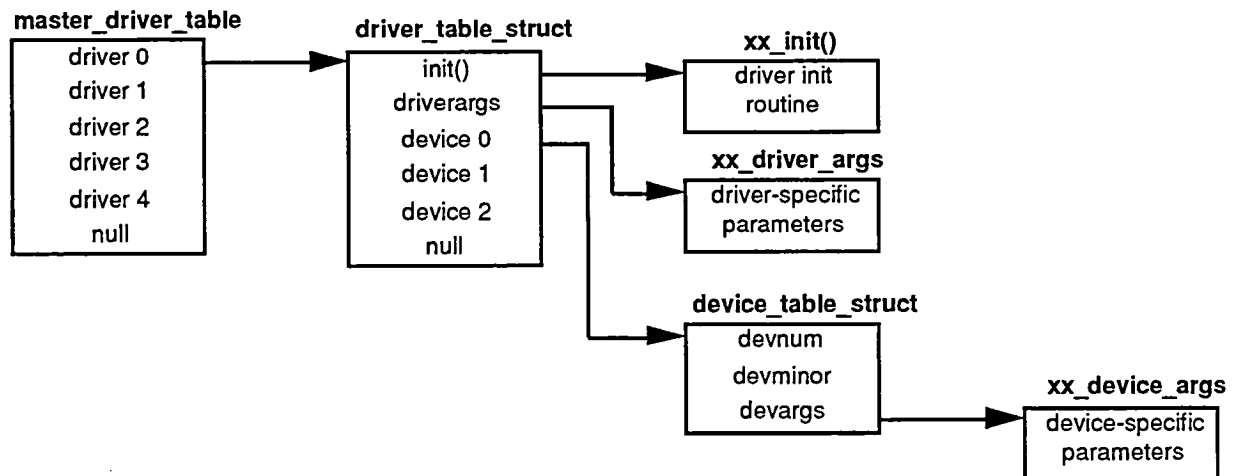 master_driver_table
driver 0
driver 1
driver 2
driver 3
driver 4
null
driver_table_struct
init()
driverargs
device 0
device 1
device 2
null
xx_init()
driver init
routine
xx_driver_args
driver-specific
parameters
device_table_struct
devnum
devminor
devargs
xx_device_args
device-specific
parameters